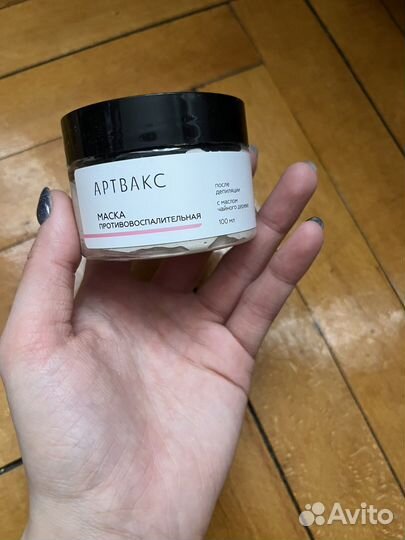 АРТВАКС
МАСКА
ПРОТИВОВОСПАЛИТЕЛЬНАЯ
после
депиляции
с маслом
чайного дерева
100 мл
Avito